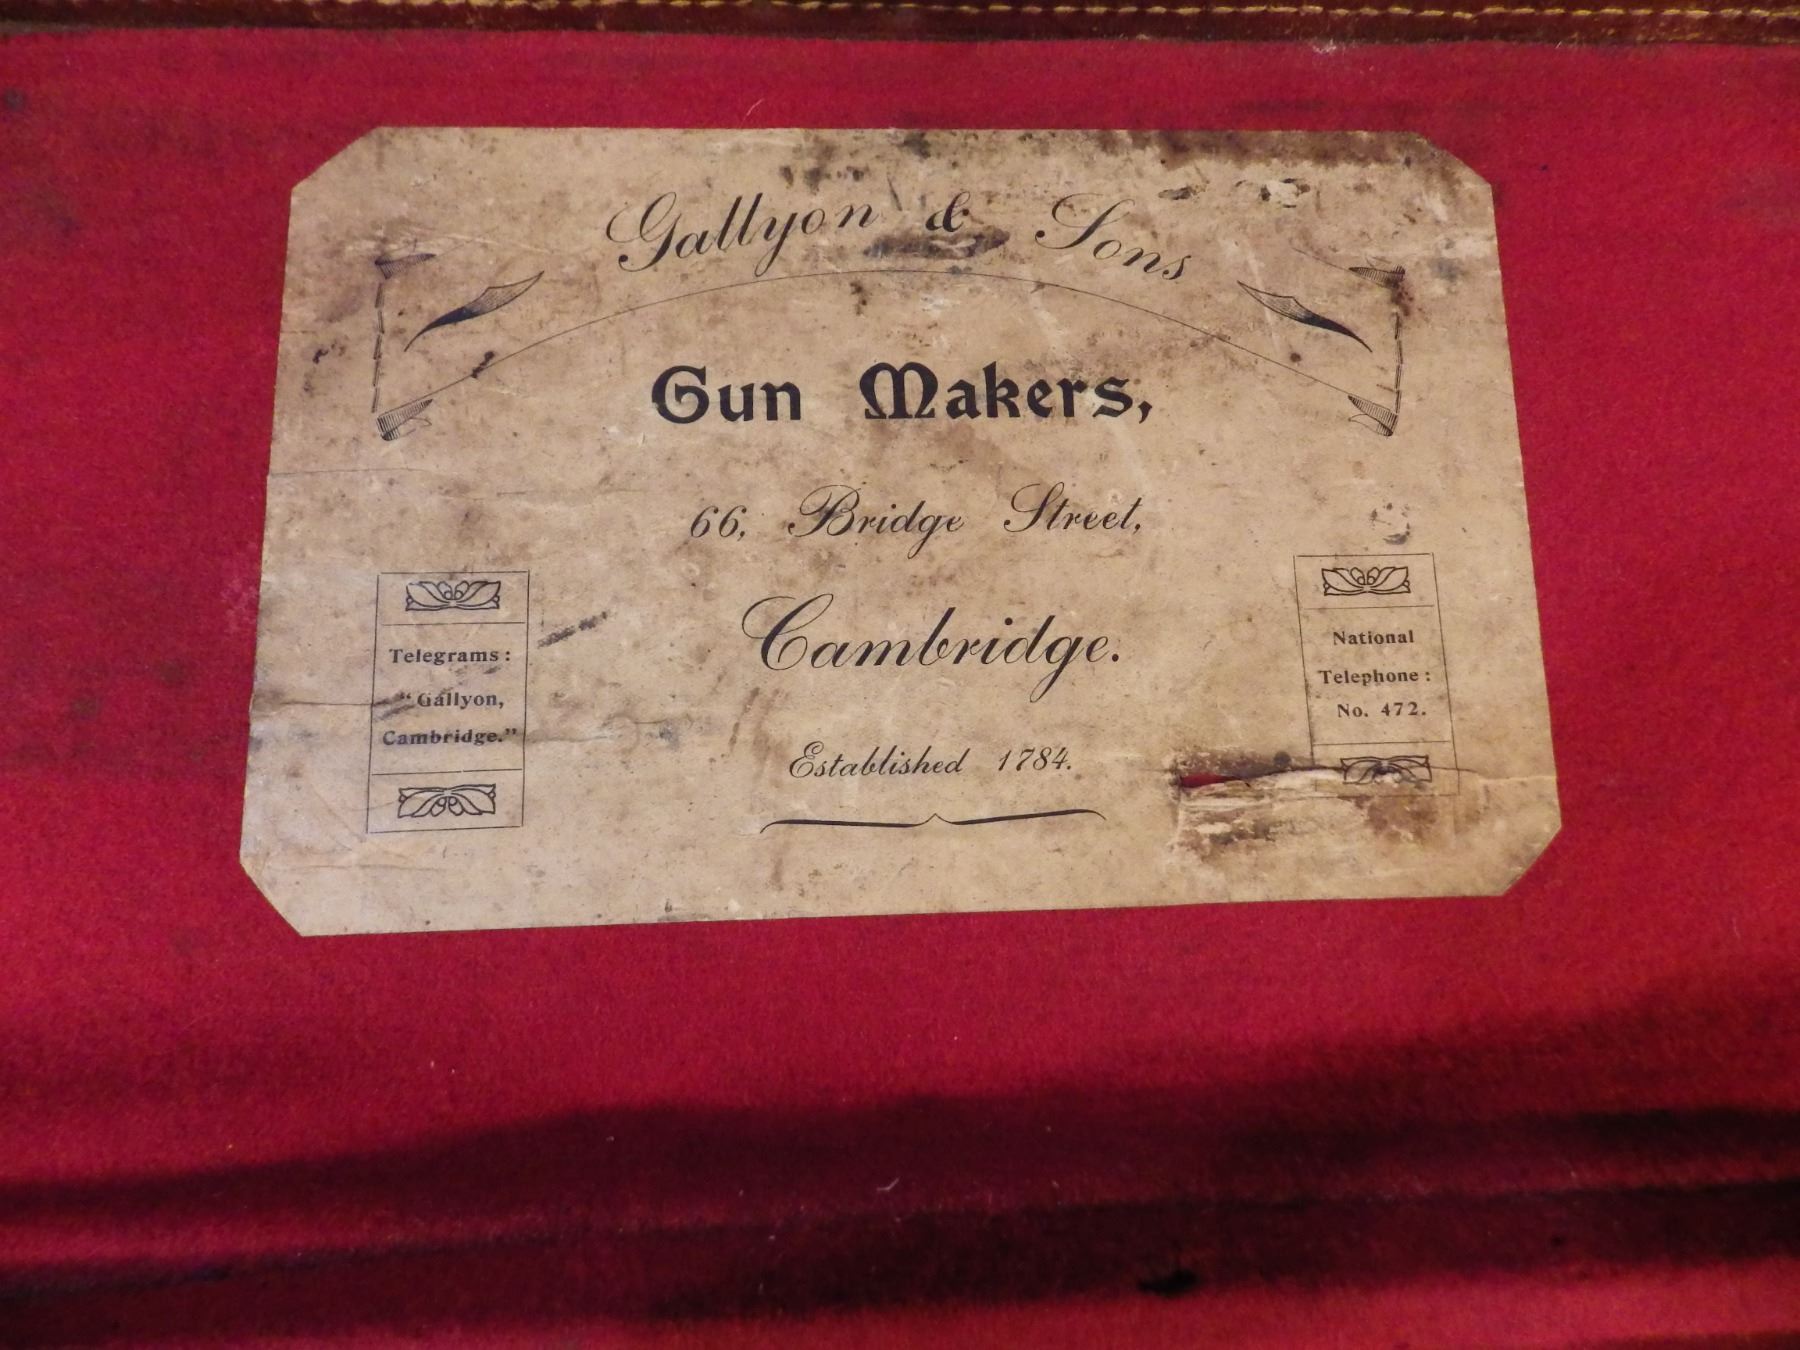 Gallyon & Sons
Gun Makers,
66, Bridge Street,
Cambridge.
Established 1784.
Telegrams:
"Gallyon,
Cambridge."
National
Telephone:
No. 472.